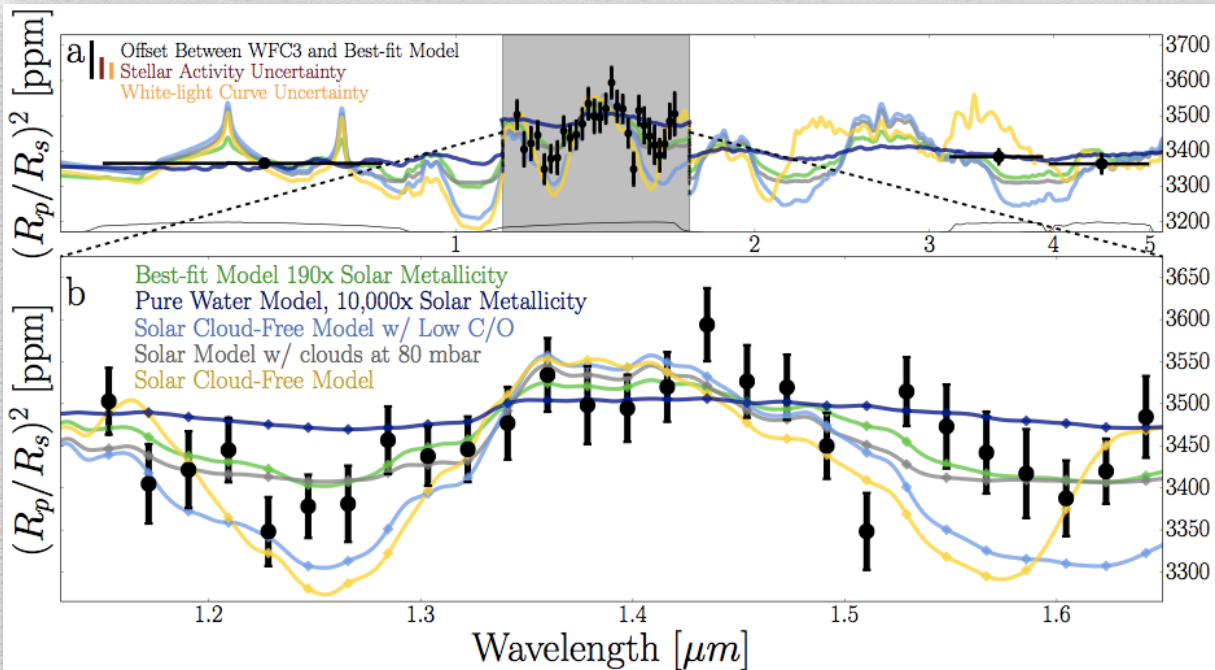 a
Offset Between WFC3 and Best-fit Model
Stellar Activity Uncertainty
White-light Curve Uncertainty
(R_p/R_s)^2 [ppm]
3700
3600
3500
3400
3300
3200
1 2 3 4 5
b
Best-fit Model 190x Solar Metallicity
Pure Water Model, 10,000x Solar Metallicity
Solar Cloud-Free Model w/ Low C/O
Solar Model w/ clouds at 80 mbar
Solar Cloud-Free Model
(R_p/R_s)^2 [ppm]
3650
3600
3550
3500
3450
3400
3350
3300
1.2 1.3 1.4 1.5 1.6
Wavelength [μm]